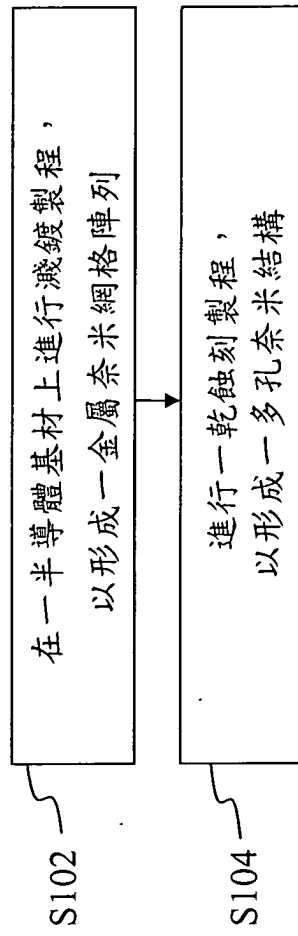 在一半導體基材上進行濺鍍製程，
以形成一金屬奈米網格陣列
S102
進行一乾蝕刻製程，
以形成一多孔奈米結構
S104